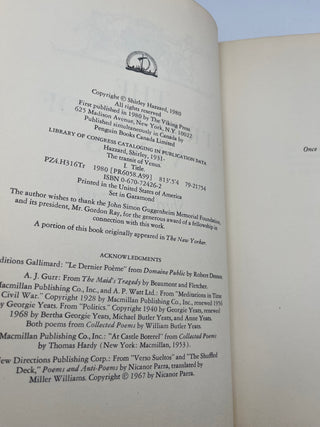 Copyright © Shirley Hazzard, 1980
All rights reserved
First published in 1980 by The Viking Press
625 Madison Avenue, New York, N.Y. 10022
Published simultaneously in Canada by
Penguin Books Canada Limited
LIBRARY OF CONGRESS CATALOGING IN PUBLICATION DATA
Hazzard, Shirley, 1931-
The transit of Venus.
I. Title.
PZ4.H316Tr 1980 [PR6058.A99] 813'.5'4 79-21754
ISBN 0-670-72426-2
Printed in the United States of America
Set in Garamond
The author wishes to thank the John Simon Guggenheim Memorial Foundation,
and its president, Mr. Gordon Ray, for the generous award of a fellowship in
connection with this work.
A portion of this book originally appeared in The New Yorker.
ACKNOWLEDGMENTS
ditions Gallimard: "Le Dernier Poème" from Domaine Public by Robert Desnos.
A. J. Gurr: From The Maid's Tragedy by Beaumont and Fletcher.
Macmillan Publishing Co., Inc., and A. P. Watt Ltd.: From "Meditations in Time
Civil War." Copyright 1928 by Macmillan Publishing Co., Inc., renewed 1956
by Georgie Yeats. From "Politics." Copyright 1940 by Georgie Yeats, renewed
1968 by Bertha Georgie Yeats, Michael Butler Yeats, and Anne Yeats.
Both poems from Collected Poems by William Butler Yeats.
Macmillan Publishing Co., Inc.: "At Castle Boterel" from Collected Poems
by Thomas Hardy (New York: Macmillan, 1953).
New Directions Publishing Corp.: From "Verso Sueltos" and "The Shuffled
Deck," Poems and Anti-Poems by Nicanor Parra, translated by
Miller Williams. Copyright © 1967 by Nicanor Parra.
Once